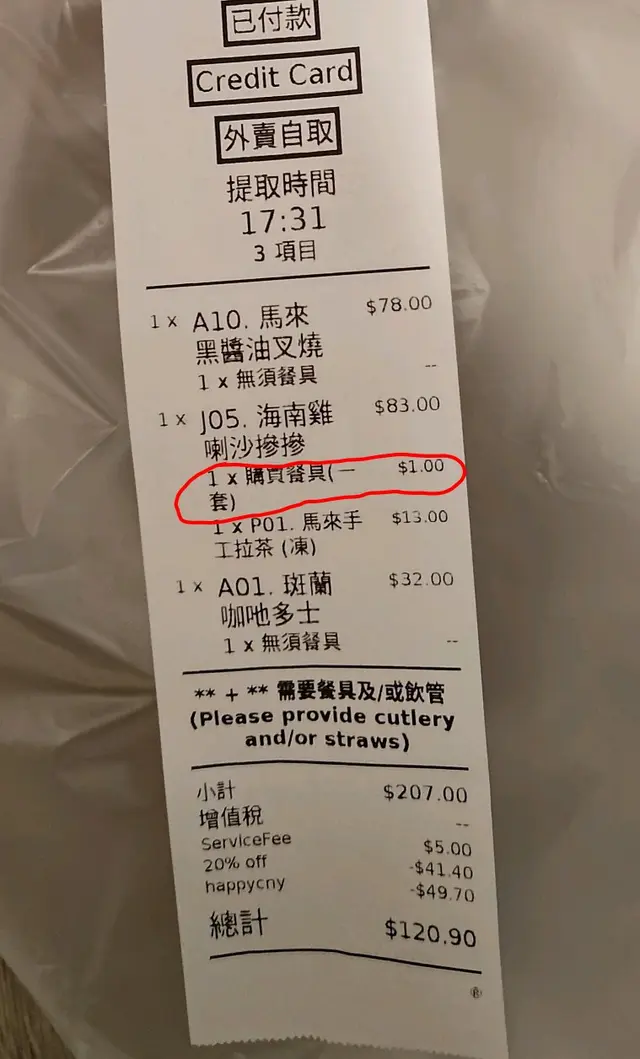 已付款
Credit Card
外賣自取
提取時間
17:31
3 項目
1 x A10. 馬來 $78.00
黑醬油叉燒
1 x 無須餐具 --
1 x J05. 海南雞 $83.00
喇沙摻摻
1 x 購買餐具(一 $1.00
套)
1 x P01. 馬來手 $13.00
工拉茶 (凍)
1 x A01. 斑蘭 $32.00
咖吔多士
1 x 無須餐具 --
** + ** 需要餐具及/或飲管
(Please provide cutlery
and/or straws)
小計 $207.00
增值稅 --
ServiceFee $5.00
20% off -$41.40
happycny -$49.70
總計 $120.90
®